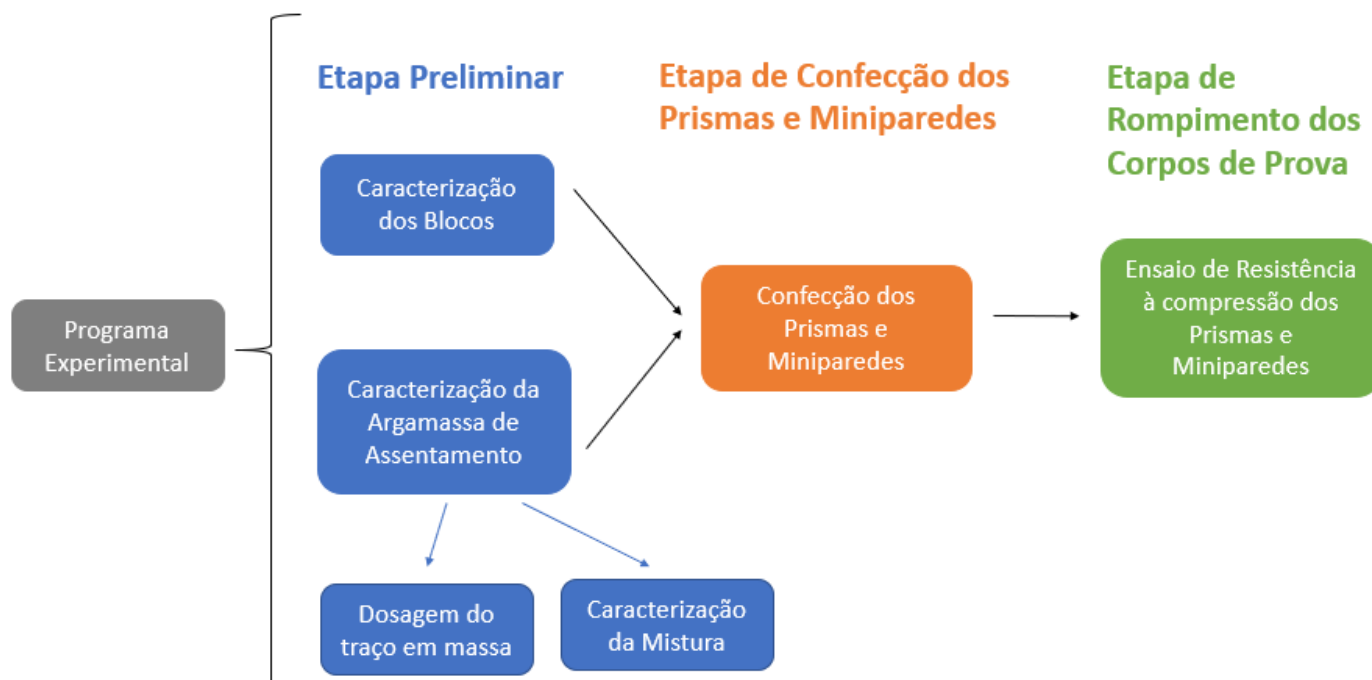 Programa
Experimental
Etapa Preliminar
Caracterização
dos Blocos
Caracterização da
Argamassa de
Assentamento
Dosagem do
traço em massa
Caracterização
da Mistura
Etapa de Confecção dos
Prismas e Miniparedes
Confecção dos
Prismas e
Miniparedes
Etapa de
Rompimento dos
Corpos de Prova
Ensaio de Resistência
à compressão dos
Prismas e
Miniparedes